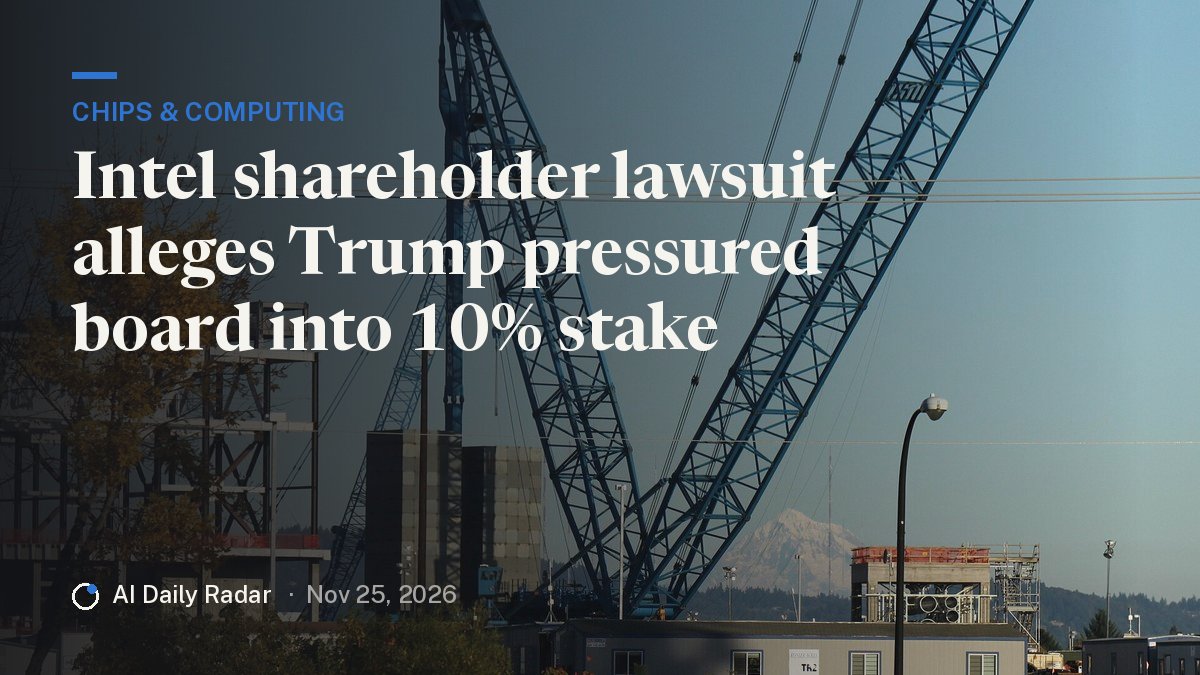 CHIPS & COMPUTING
Intel shareholder lawsuit
alleges Trump pressured
board into 10% stake
AI Daily Radar · Nov 25, 2026